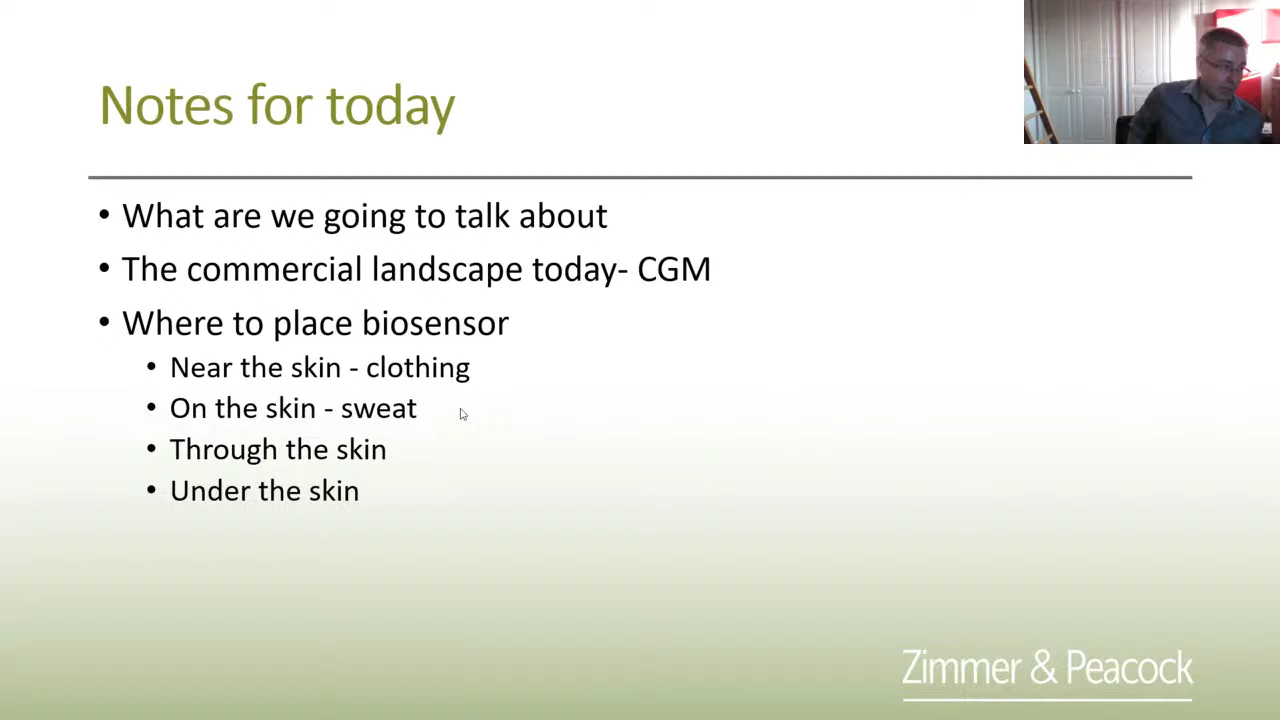 Notes for today
• What are we going to talk about
• The commercial landscape today- CGM
• Where to place biosensor
• Near the skin - clothing
• On the skin - sweat
• Through the skin
• Under the skin
Zimmer & Peacock